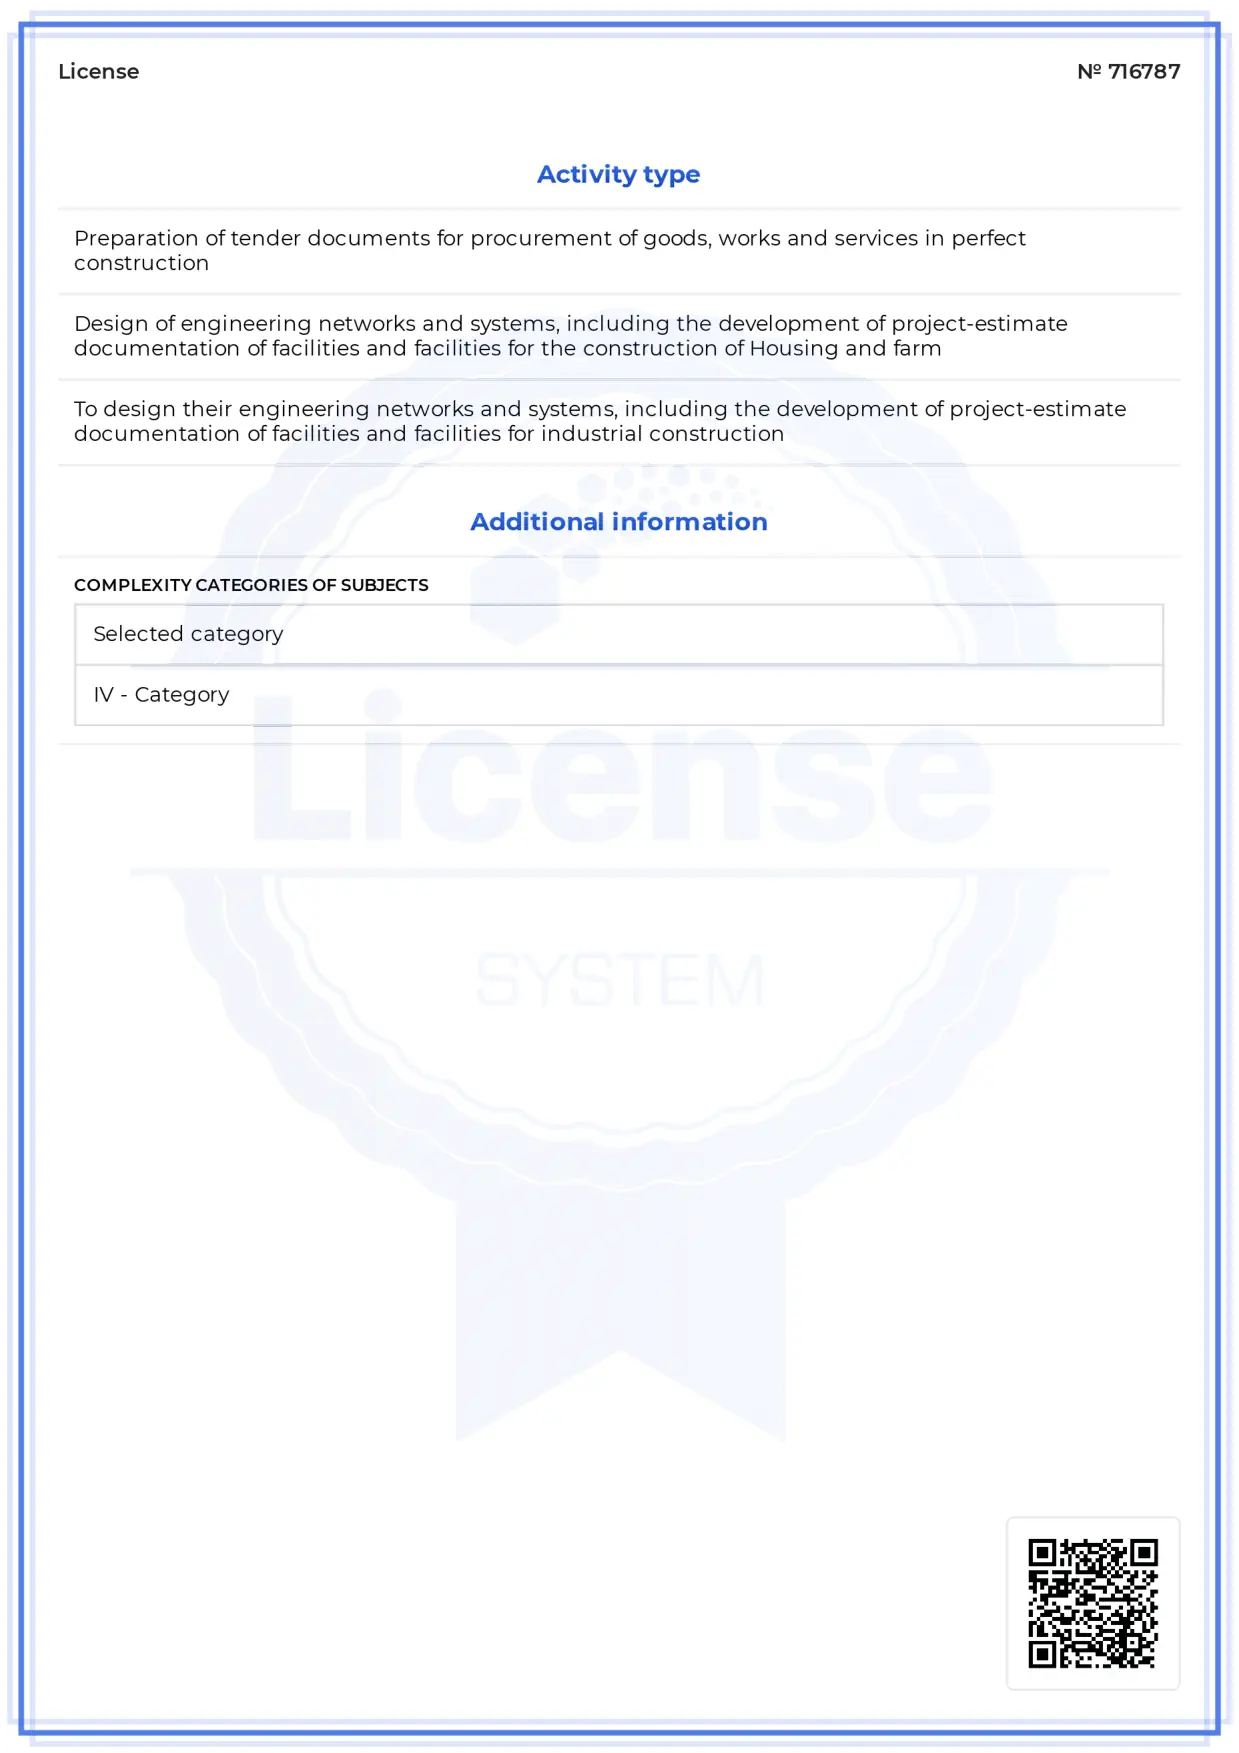 License
№ 716787
Activity type
Preparation of tender documents for procurement of goods, works and services in perfect
construction
Design of engineering networks and systems, including the development of project-estimate
documentation of facilities and facilities for the construction of Housing and farm
To design their engineering networks and systems, including the development of project-estimate
documentation of facilities and facilities for industrial construction
Additional information
COMPLEXITY CATEGORIES OF SUBJECTS
Selected category
IV - Category
License
SYSTEM